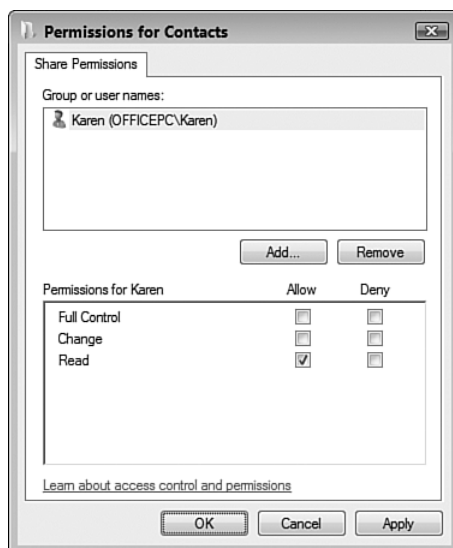 Permissions for Contacts
Share Permissions
Group or user names:
Karen (OFFICEPC\Karen)
Add... Remove
Permissions for Karen Allow Deny
Full Control
Change
Read
Learn about access control and permissions
OK Cancel Apply